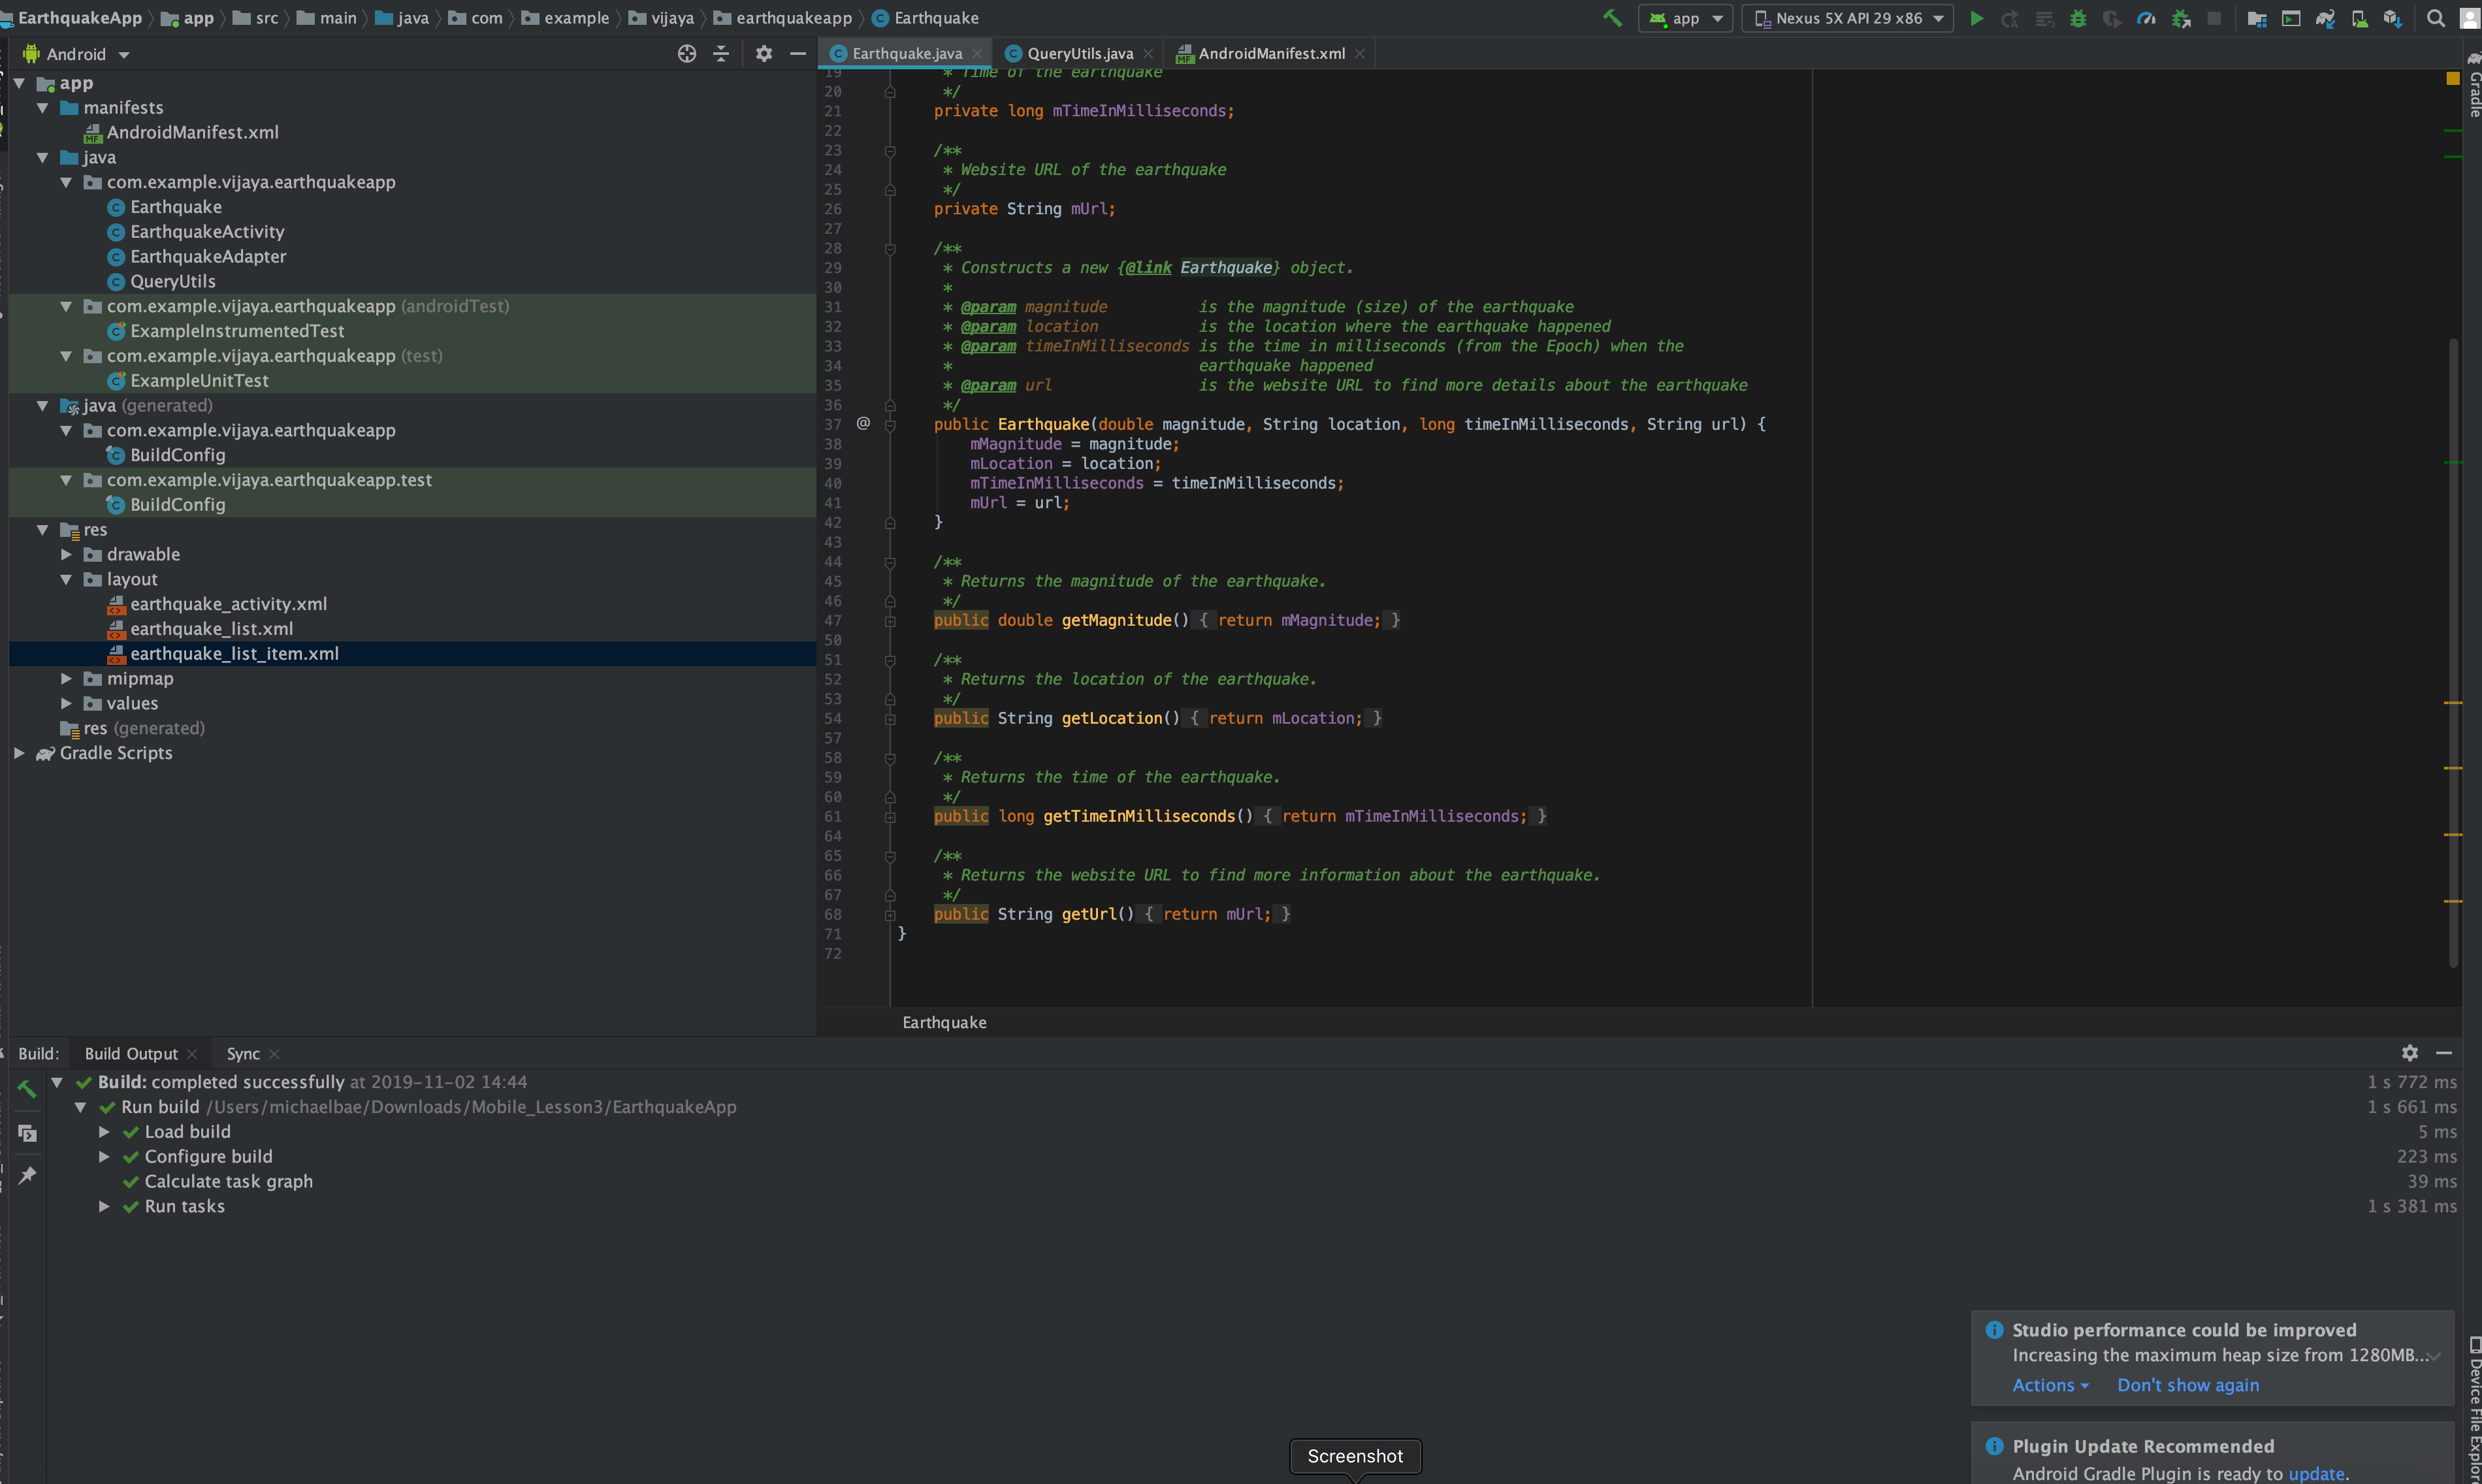 EarthquakeApp app src main java com example vijaya earthquakeapp Earthquake
app Nexus 5X API 29 x86
Android
Earthquake.java QueryUtils.java AndroidManifest.xml
app
manifests
AndroidManifest.xml
java
com.example.vijaya.earthquakeapp
Earthquake
EarthquakeActivity
EarthquakeAdapter
QueryUtils
com.example.vijaya.earthquakeapp (androidTest)
ExampleInstrumentedTest
com.example.vijaya.earthquakeapp (test)
ExampleUnitTest
java (generated)
com.example.vijaya.earthquakeapp
BuildConfig
com.example.vijaya.earthquakeapp.test
BuildConfig
res
drawable
layout
earthquake_activity.xml
earthquake_list.xml
earthquake_list_item.xml
mipmap
values
res (generated)
Gradle Scripts
19 * Time of the earthquake
20 */
21 private long mTimeInMilliseconds;
22
23 /**
24 * Website URL of the earthquake
25 */
26 private String mUrl;
27
28 /**
29 * Constructs a new {@link Earthquake} object.
30 *
31 * @param magnitude is the magnitude (size) of the earthquake
32 * @param location is the location where the earthquake happened
33 * @param timeInMilliseconds is the time in milliseconds (from the Epoch) when the
34 * earthquake happened
35 * @param url is the website URL to find more details about the earthquake
36 */
37 @ public Earthquake(double magnitude, String location, long timeInMilliseconds, String url) {
38 mMagnitude = magnitude;
39 mLocation = location;
40 mTimeInMilliseconds = timeInMilliseconds;
41 mUrl = url;
42 }
43
44 /**
45 * Returns the magnitude of the earthquake.
46 */
47 public double getMagnitude() { return mMagnitude; }
50
51 /**
52 * Returns the location of the earthquake.
53 */
54 public String getLocation() { return mLocation; }
57
58 /**
59 * Returns the time of the earthquake.
60 */
61 public long getTimeInMilliseconds() { return mTimeInMilliseconds; }
64
65 /**
66 * Returns the website URL to find more information about the earthquake.
67 */
68 public String getUrl() { return mUrl; }
71 }
72
Earthquake
Gradle
Build: Build Output Sync
Build: completed successfully at 2019-11-02 14:44 1 s 772 ms
Run build /Users/michaelbae/Downloads/Mobile_Lesson3/EarthquakeApp 1 s 661 ms
Load build 5 ms
Configure build 223 ms
Calculate task graph 39 ms
Run tasks 1 s 381 ms
Studio performance could be improved
Increasing the maximum heap size from 1280MB...
Actions Don't show again
Plugin Update Recommended
Android Gradle Plugin is ready to update.
Device File Explorer
Screenshot